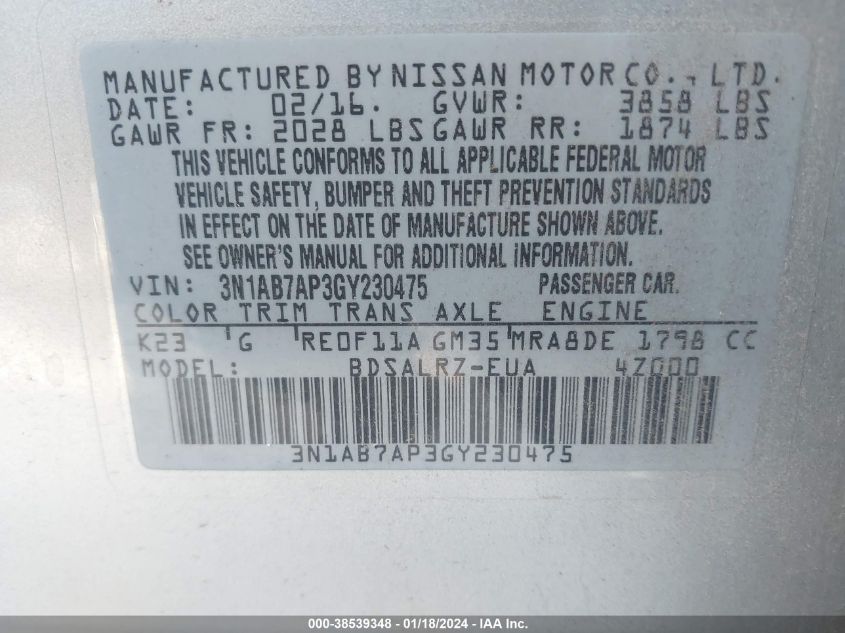 MANUFACTURED BY NISSAN MOTOR CO., LTD.
DATE: 02/16. GVWR: 3858 LBS
GAWR FR: 2028 LBS GAWR RR: 1874 LBS
THIS VEHICLE CONFORMS TO ALL APPLICABLE FEDERAL MOTOR
VEHICLE SAFETY, BUMPER AND THEFT PREVENTION STANDARDS
IN EFFECT ON THE DATE OF MANUFACTURE SHOWN ABOVE.
SEE OWNER'S MANUAL FOR ADDITIONAL INFORMATION.
VIN: 3N1AB7AP3GY230475 PASSENGER CAR.
COLOR TRIM TRANS AXLE ENGINE
K23 G RE0F11A GM35 MRA8DE 1798 CC
MODEL: BDSALRZ-EUA 4Z000
3N1AB7AP3GY230475
000-38539348 - 01/18/2024 - IAA Inc.